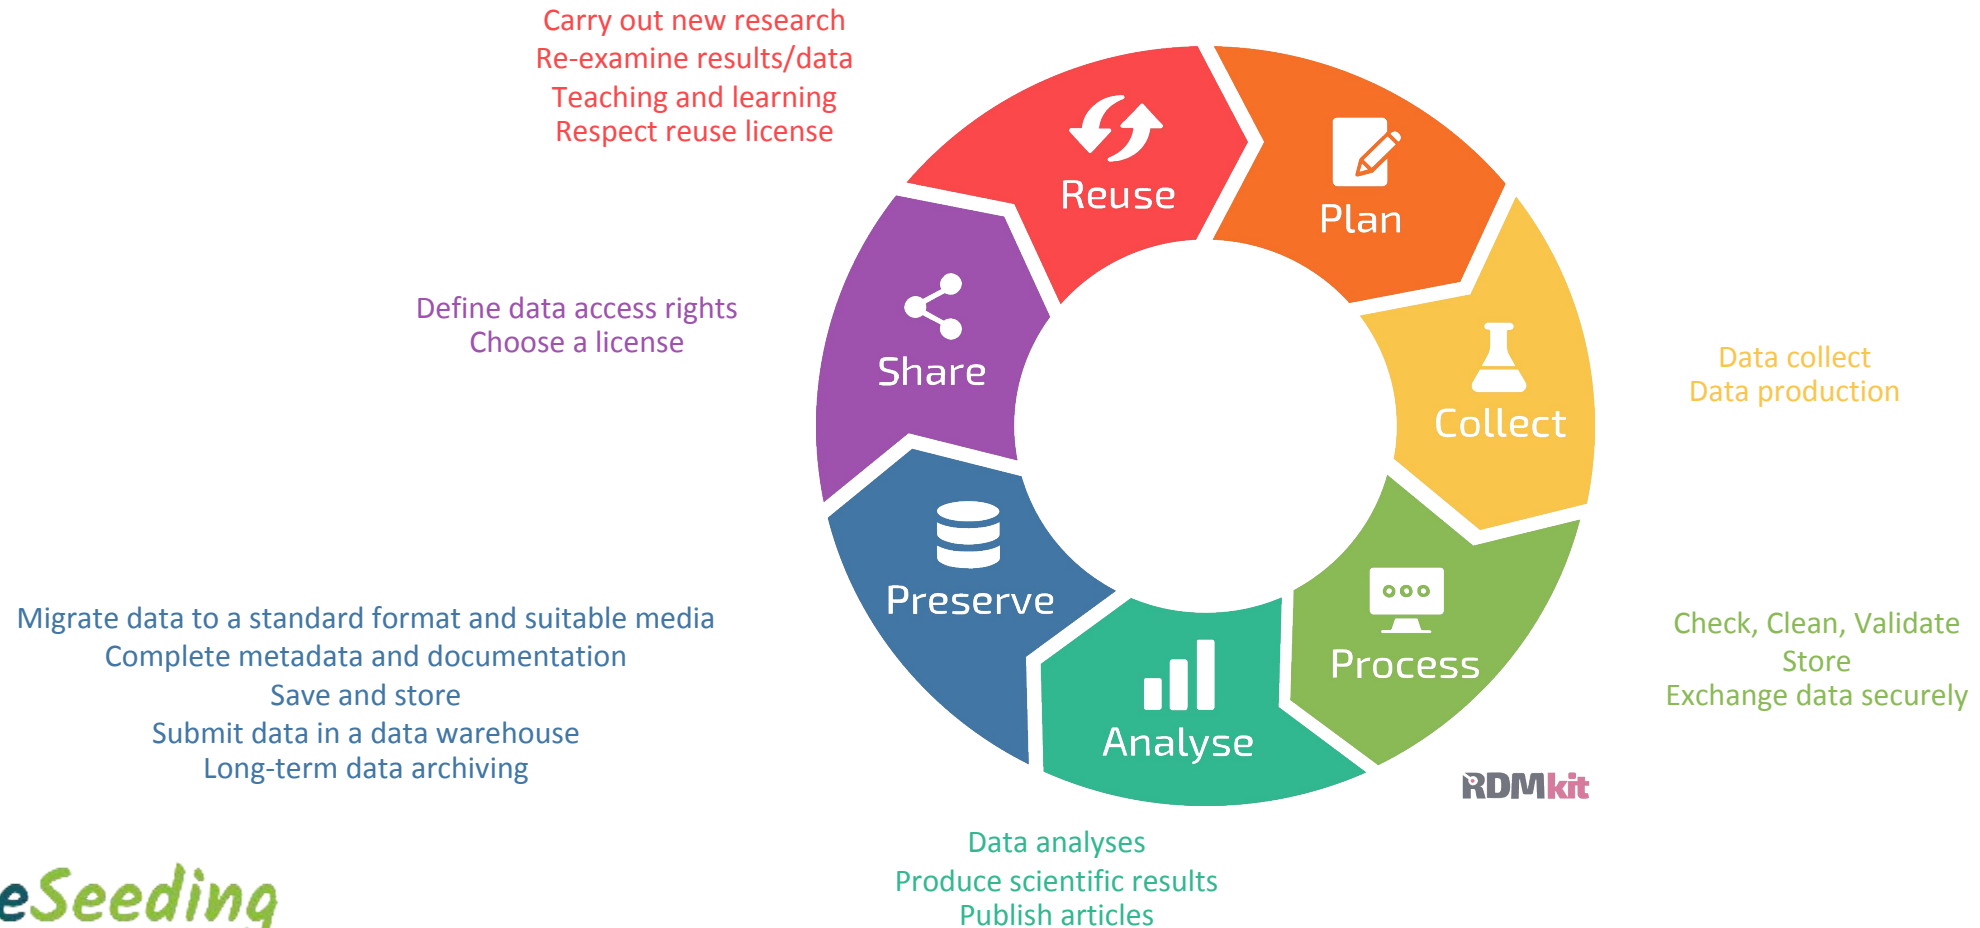 Carry out new research
Re-examine results/data
Teaching and learning
Respect reuse license
Reuse
Plan
Define data access rights
Choose a license
Share
Collect
Data collect
Data production
Preserve
Process
Analyse
Migrate data to a standard format and suitable media
Complete metadata and documentation
Save and store
Submit data in a data warehouse
Long-term data archiving
Check, Clean, Validate
Store
Exchange data securely
RDMkit
Data analyses
Produce scientific results
Publish articles
eSeeding